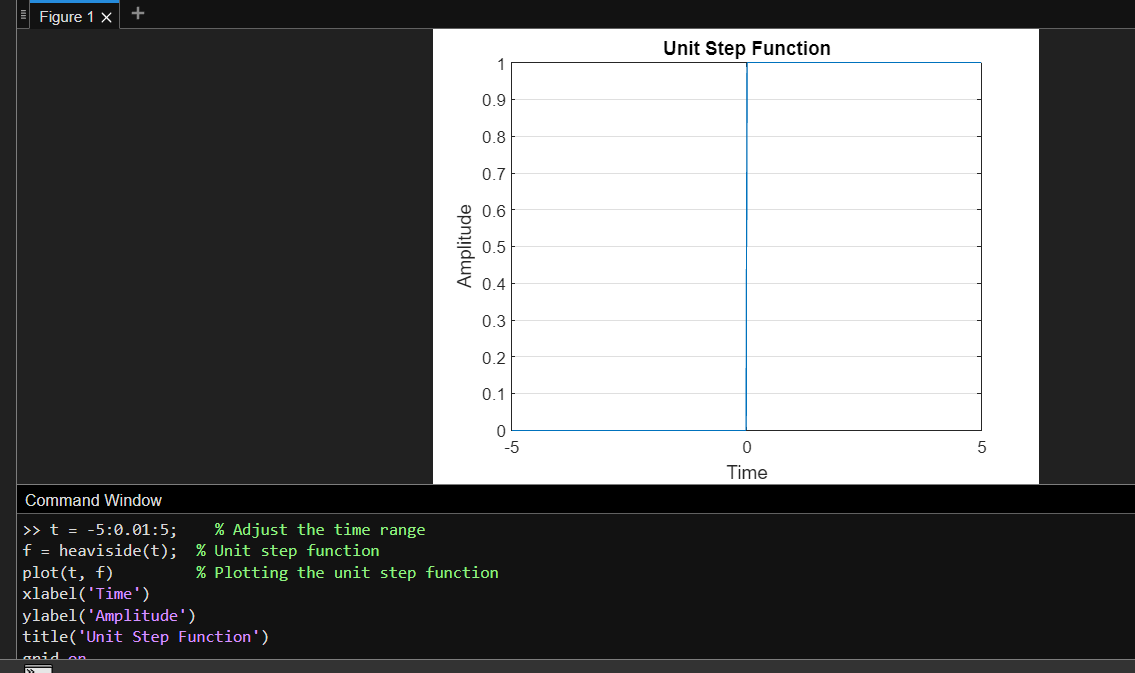 Figure 1
Unit Step Function
1
0.9
0.8
0.7
0.6
0.5
0.4
0.3
0.2
0.1
0
Amplitude
-5 0 5
Time
Command Window
>> t = -5:0.01:5; % Adjust the time range
f = heaviside(t); % Unit step function
plot(t, f) % Plotting the unit step function
xlabel('Time')
ylabel('Amplitude')
title('Unit Step Function')
grid on